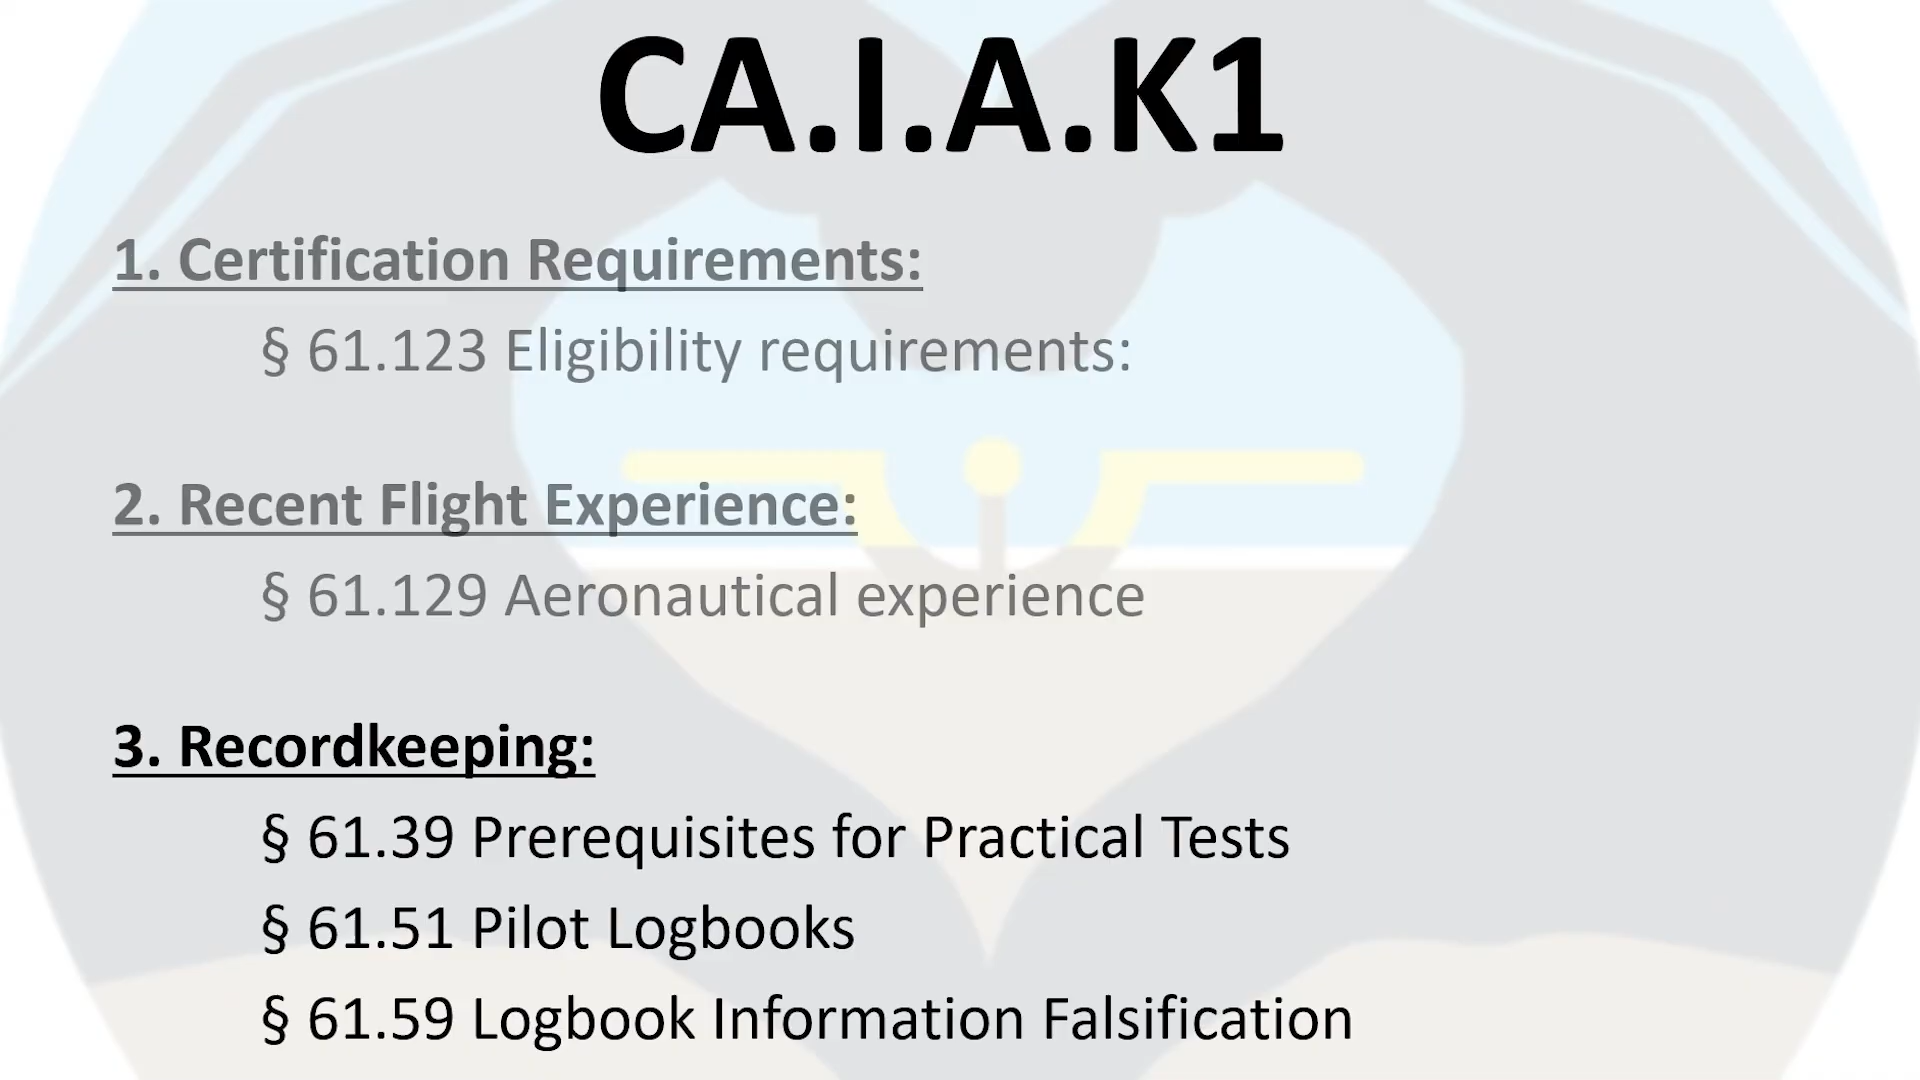 CA.I.A.K1
1. Certification Requirements:
§ 61.123 Eligibility requirements:
2. Recent Flight Experience:
§ 61.129 Aeronautical experience
3. Recordkeeping:
§ 61.39 Prerequisites for Practical Tests
§ 61.51 Pilot Logbooks
§ 61.59 Logbook Information Falsification